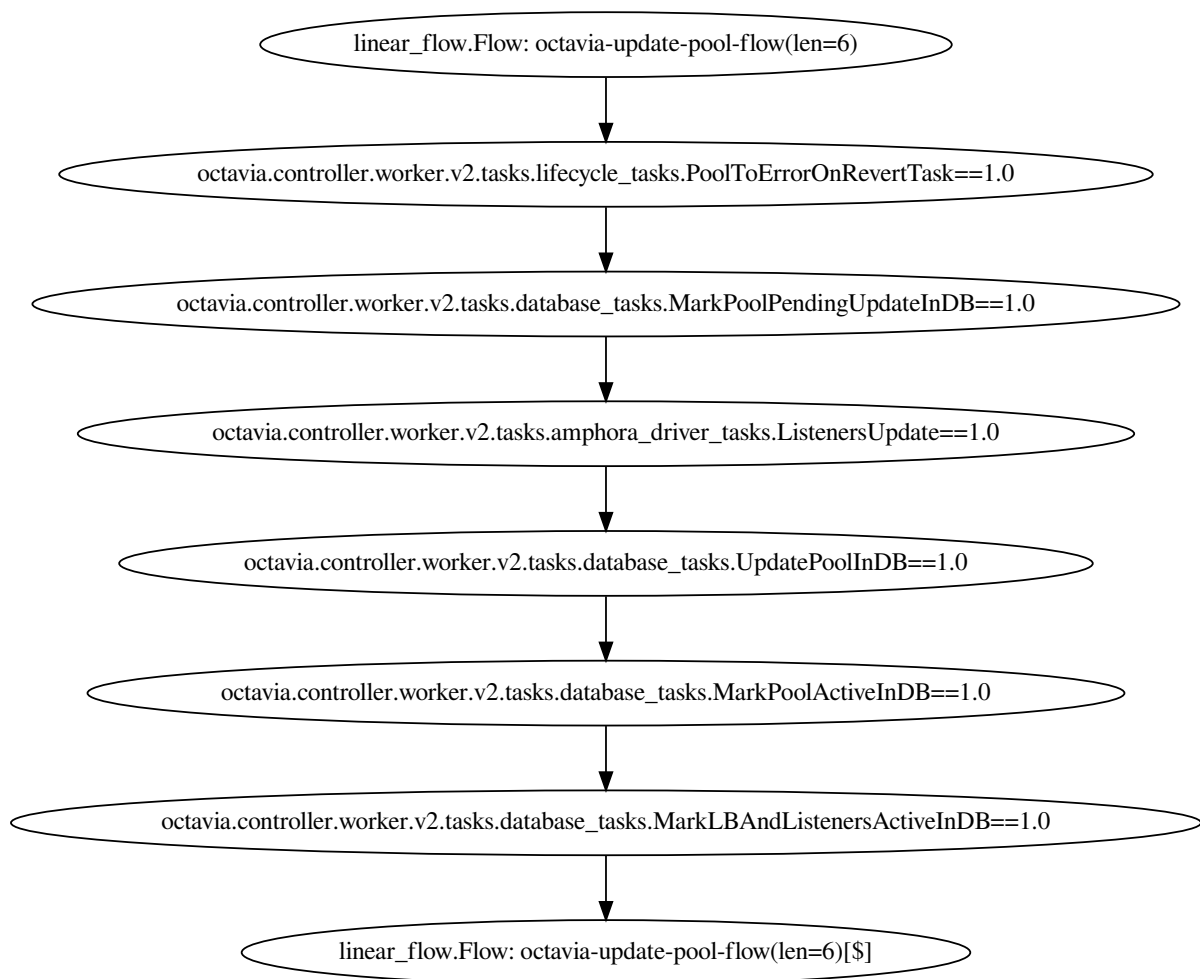 linear_flow.Flow: octavia-update-pool-flow(len=6)
octavia.controller.worker.v2.tasks.lifecycle_tasks.PoolToErrorOnRevertTask==1.0
octavia.controller.worker.v2.tasks.database_tasks.MarkPoolPendingUpdateInDB==1.0
octavia.controller.worker.v2.tasks.amphora_driver_tasks.ListenersUpdate==1.0
octavia.controller.worker.v2.tasks.database_tasks.UpdatePoolInDB==1.0
octavia.controller.worker.v2.tasks.database_tasks.MarkPoolActiveInDB==1.0
octavia.controller.worker.v2.tasks.database_tasks.MarkLBAndListenersActiveInDB==1.0
linear_flow.Flow: octavia-update-pool-flow(len=6)[$]